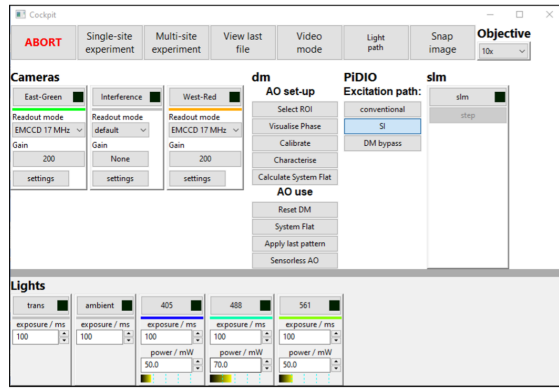 Cockpit
ABORT
Single-site experiment
Multi-site experiment
View last file
Video mode
Light path
Snap image
Objective
10x
Cameras
East-Green
Readout mode
EMCCD 17 MHz
Gain
200
settings
Interference
Readout mode
default
Gain
None
settings
West-Red
Readout mode
EMCCD 17 MHz
Gain
200
settings
dm
AO set-up
Select ROI
Visualise Phase
Calibrate
Characterise
Calculate System Flat
AO use
Reset DM
System Flat
Apply last pattern
Sensorless AO
PiDIO
Excitation path:
conventional
SI
DM bypass
slm
slm
step
Lights
trans
exposure / ms
100
ambient
exposure / ms
100
405
exposure / ms
100
power / mW
50.0
488
exposure / ms
100
power / mW
70.0
561
exposure / ms
100
power / mW
50.0